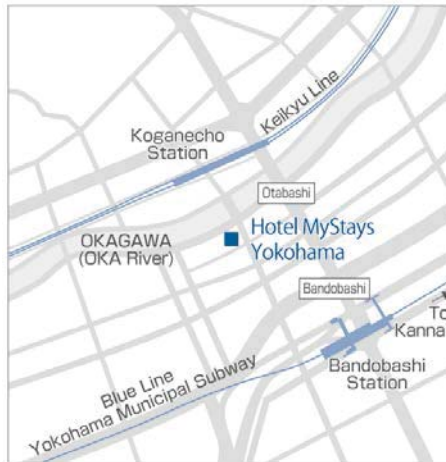 Keikyu Line
Koganecho
Station
Otabashi
Hotel MyStays
Yokohama
OKAGAWA
(OKA River)
Bandobashi
To
Kanna
Bandobashi
Station
Blue Line
Yokohama Municipal Subway